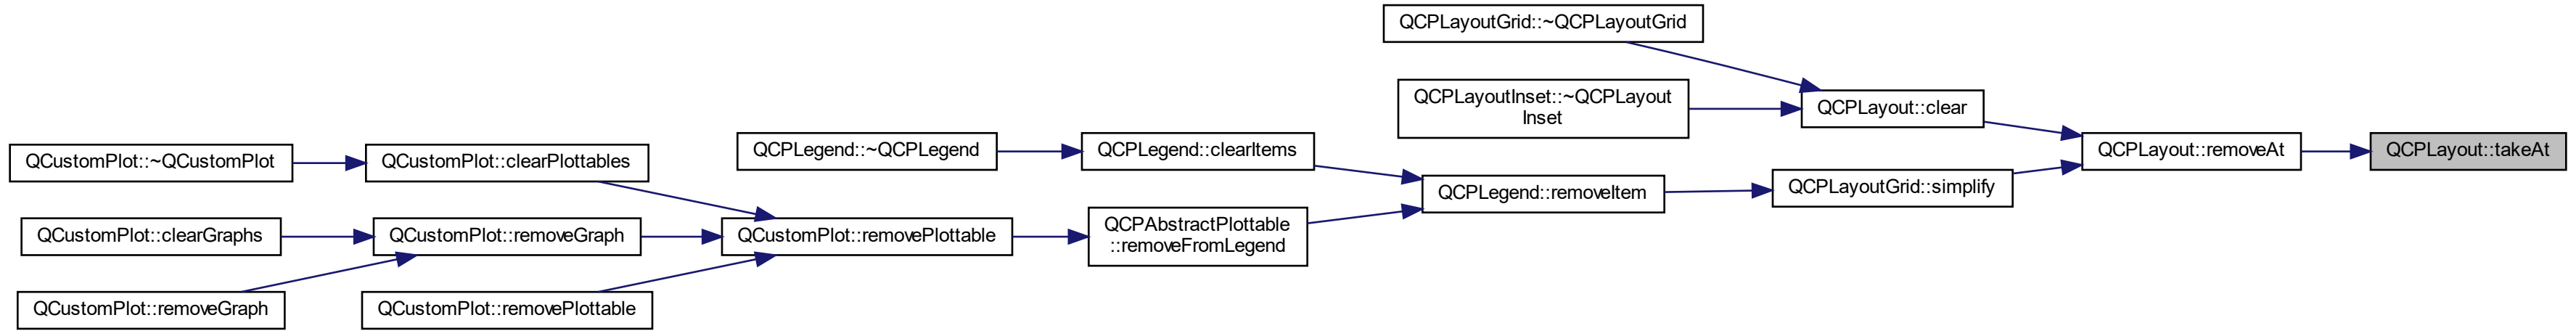 QCPLayoutGrid::~QCPLayoutGrid
QCPLayoutInset::~QCPLayout
Inset
QCPLayout::clear
QCustomPlot::~QCustomPlot
QCustomPlot::clearPlottables
QCPLegend::~QCPLegend
QCPLegend::clearItems
QCPLayout::removeAt
QCPLayout::takeAt
QCPLegend::removeItem
QCPLayoutGrid::simplify
QCustomPlot::clearGraphs
QCustomPlot::removeGraph
QCustomPlot::removePlottable
QCPAbstractPlottable
::removeFromLegend
QCustomPlot::removeGraph
QCustomPlot::removePlottable